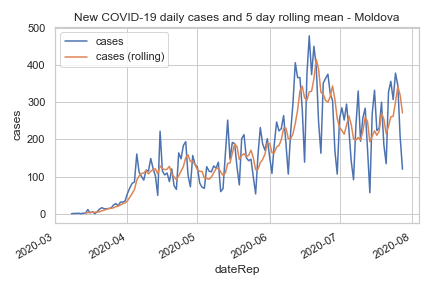 New COVID-19 daily cases and 5 day rolling mean - Moldova
500
cases
cases (rolling)
400
300
200
100
0
cases
2020-03
2020-04
2020-05
2020-06
2020-07
2020-08
dateRep